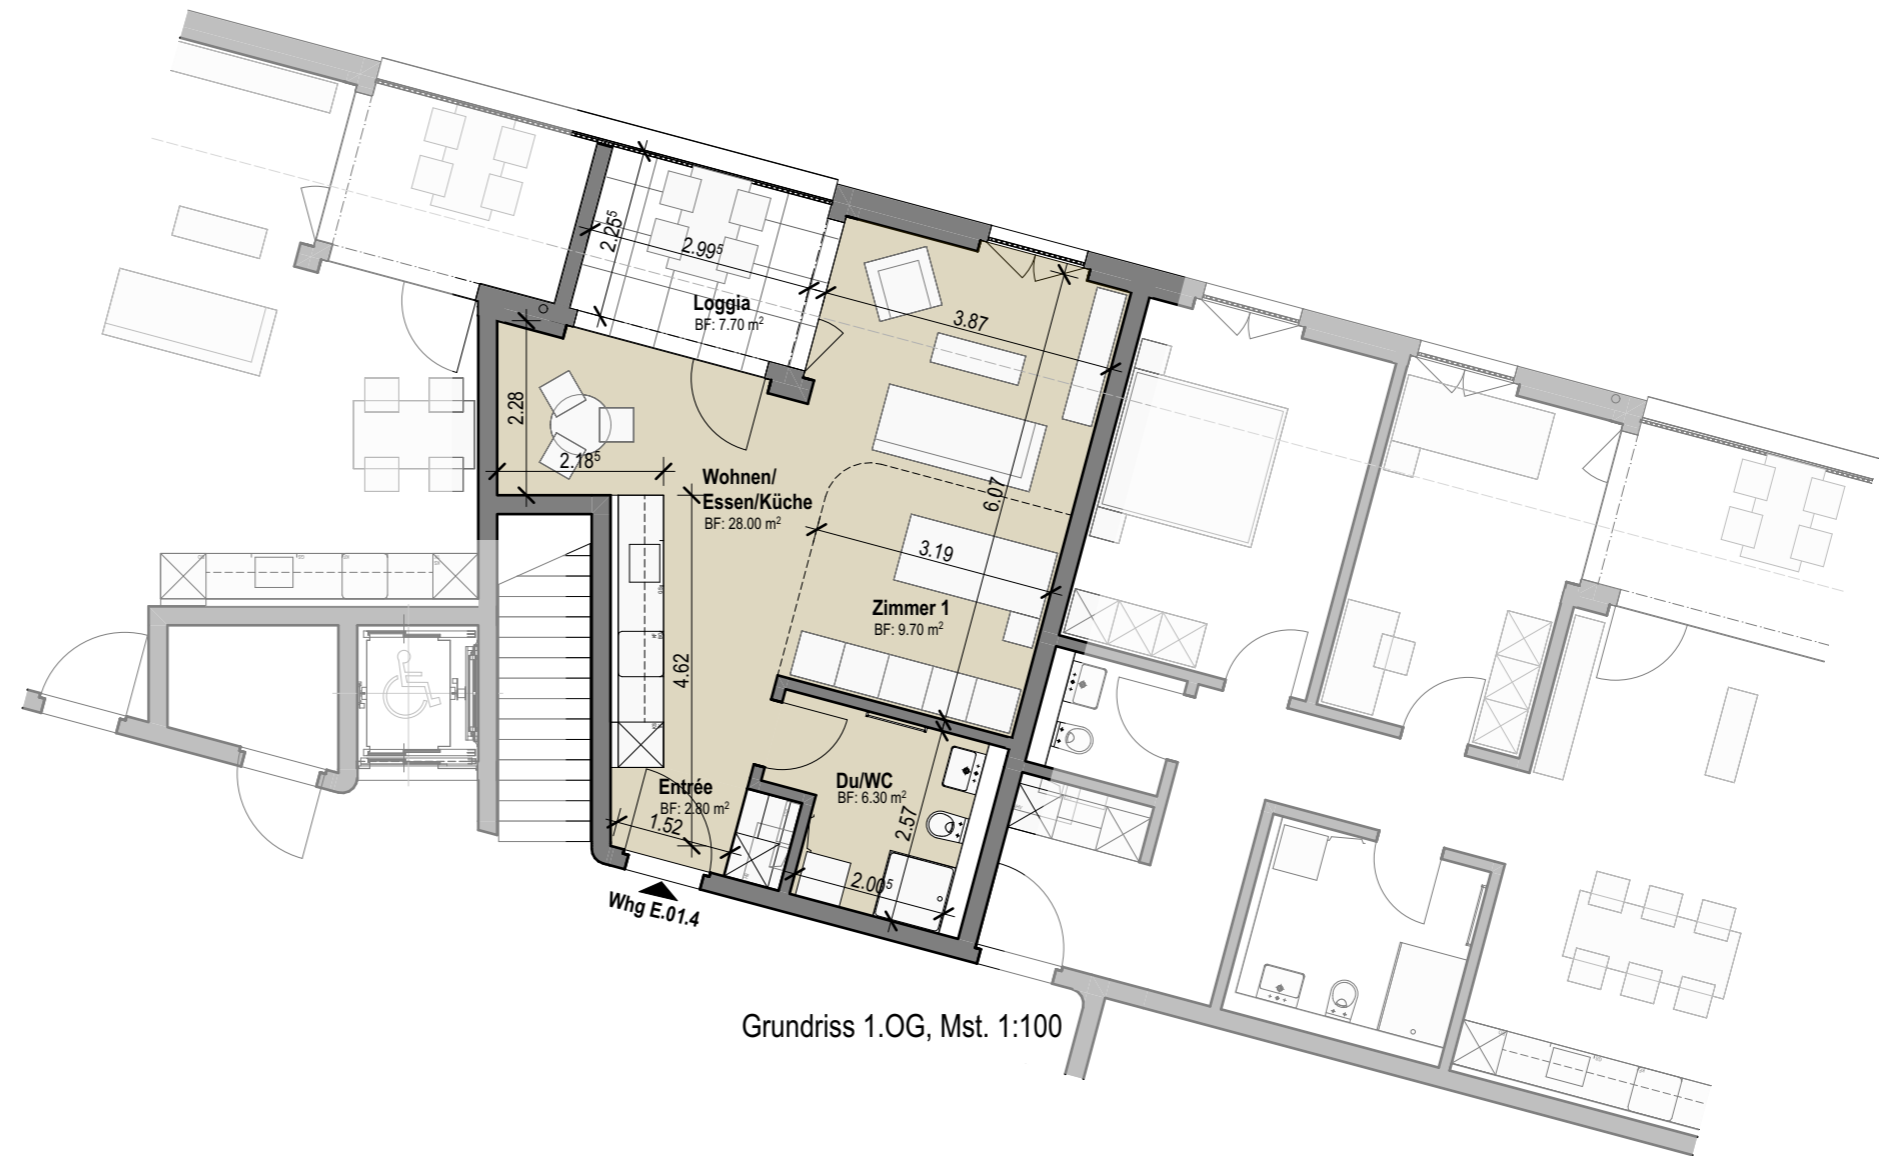 2.25⁵
2.99⁵
Loggia
BF: 7.70 m²
3.87
2.28
2.18⁵
Wohnen/
Essen/Küche
BF: 28.00 m²
6.07
3.19
Zimmer 1
BF: 9.70 m²
4.62
Entrée
BF: 2.80 m²
1.52
Du/WC
BF: 6.30 m²
2.57
2.00⁵
Whg E.01.4
Grundriss 1.OG, Mst. 1:100